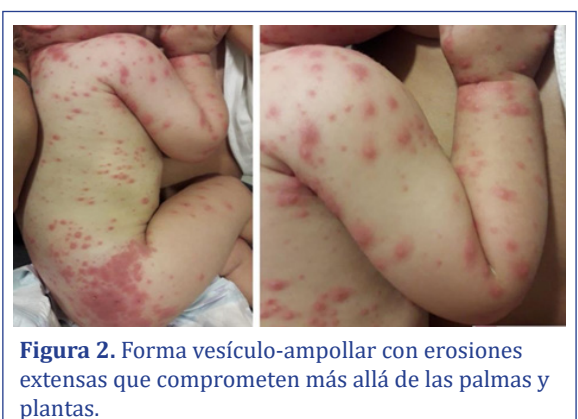 Figura 2. Forma vesículo-ampollar con erosiones
extensas que comprometen más allá de las palmas y
plantas.